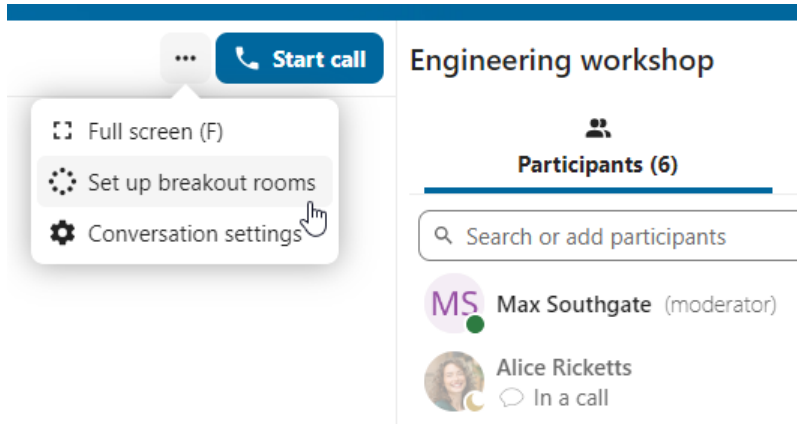 ··· Start call
Full screen (F)
Set up breakout rooms
Conversation settings
Engineering workshop
Participants (6)
Search or add participants
MS Max Southgate (moderator)
Alice Ricketts
In a call